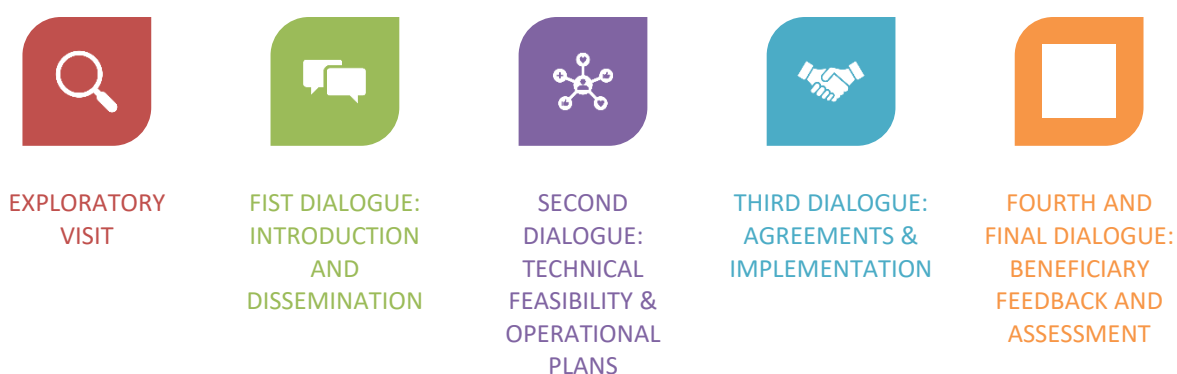 EXPLORATORY
VISIT
FIST DIALOGUE:
INTRODUCTION
AND
DISSEMINATION
SECOND
DIALOGUE:
TECHNICAL
FEASIBILITY &
OPERATIONAL
PLANS
THIRD DIALOGUE:
AGREEMENTS &
IMPLEMENTATION
FOURTH AND
FINAL DIALOGUE:
BENEFICIARY
FEEDBACK AND
ASSESSMENT